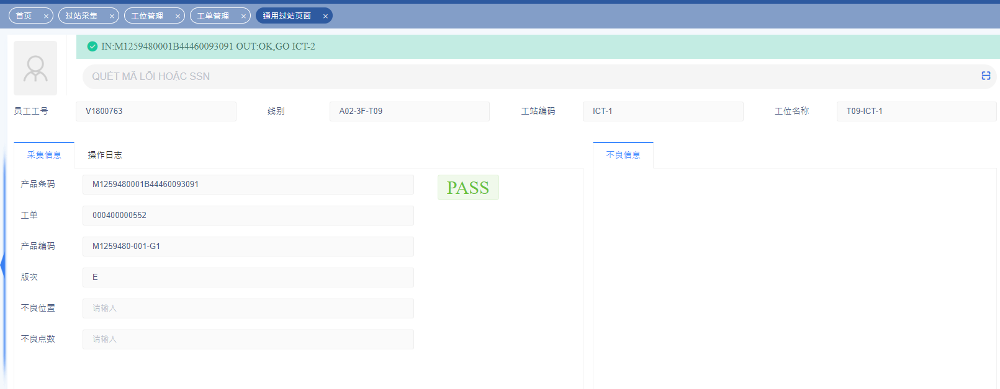 首页 × 过站采集 × 工位管理 × 工单管理 × 通用过站页面 ×
IN:M1259480001B44460093091 OUT:OK,GO ICT-2
QUÉT MÃ LỖI HOẶC SSN
员工工号 V1800763 线别 A02-3F-T09 工站编码 ICT-1 工位名称 T09-ICT-1
采集信息 操作日志 不良信息
产品条码 M1259480001B44460093091 PASS
工单 000400000552
产品编码 M1259480-001-G1
版次 E
不良位置 请输入
不良点数 请输入